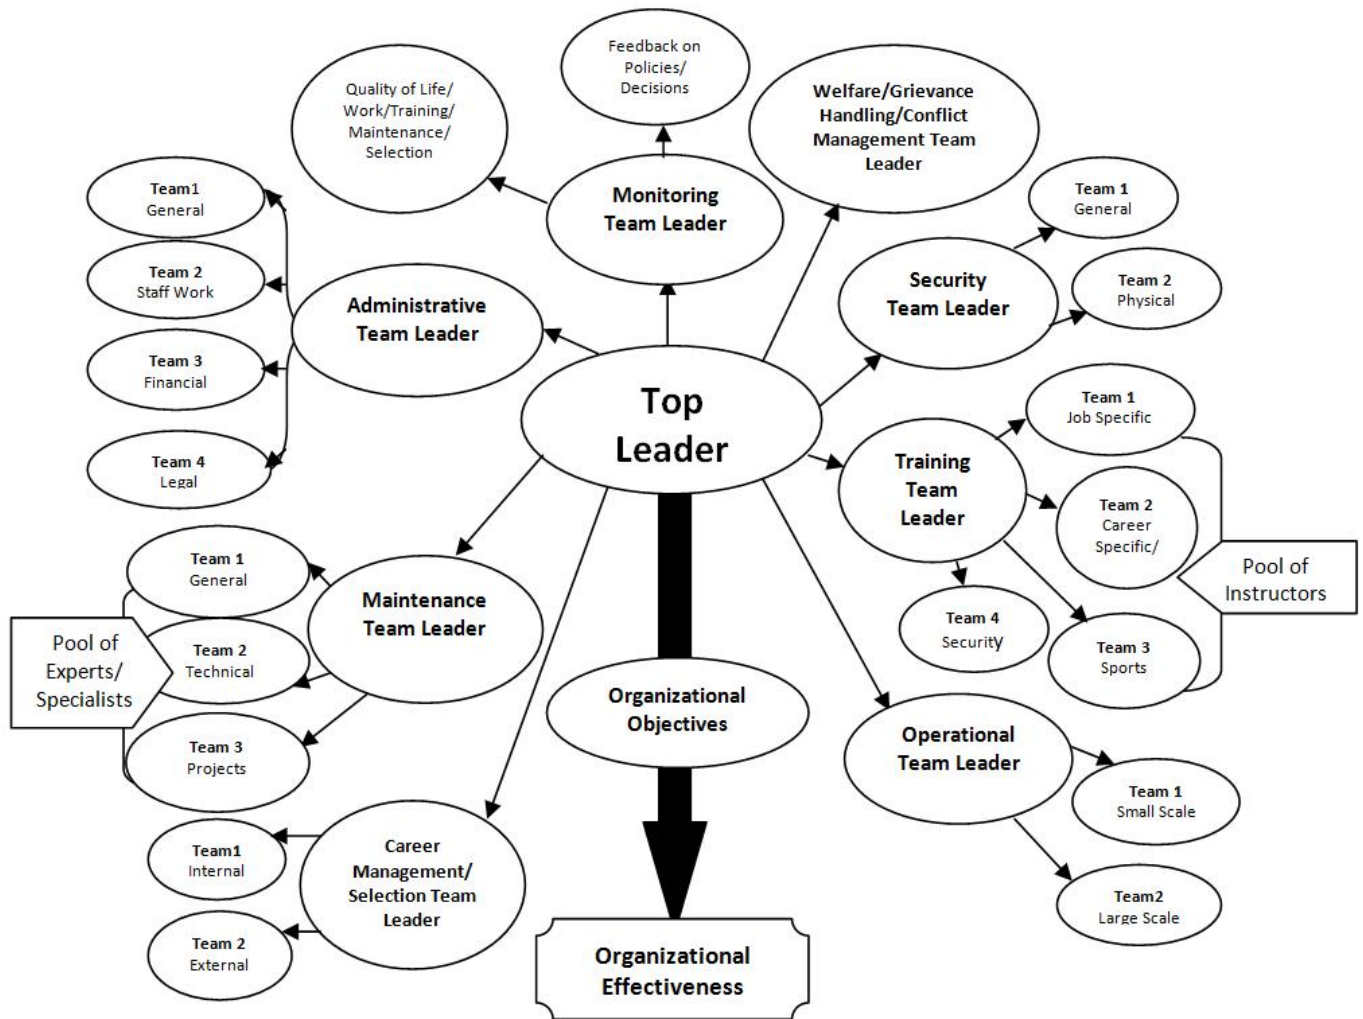 Feedback on
Policies/
Decisions
Quality of Life/
Work/Training/
Maintenance/
Selection
Welfare/Grievance
Handling/Conflict
Management Team
Leader
Monitoring
Team Leader
Team1
General
Team 2
Staff Work
Team 3
Financial
Team 4
Legal
Administrative
Team Leader
Security
Team Leader
Team 1
General
Team 2
Physical
Top
Leader
Training
Team
Leader
Team 1
Job Specific
Team 2
Career
Specific/
Team 3
Sports
Team 4
Security
Pool of
Instructors
Maintenance
Team Leader
Team 1
General
Team 2
Technical
Team 3
Projects
Pool of
Experts/
Specialists
Organizational
Objectives
Operational
Team Leader
Team 1
Small Scale
Team2
Large Scale
Career
Management/
Selection Team
Leader
Team1
Internal
Team 2
External
Organizational
Effectiveness